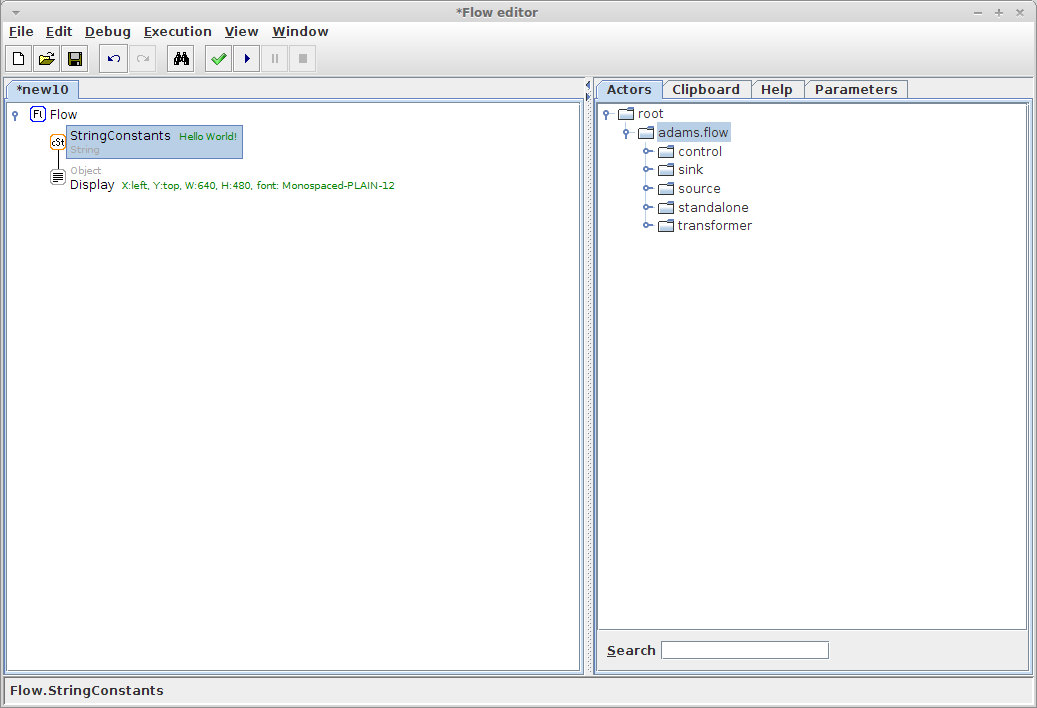 *Flow editor
File Edit Debug Execution View Window
*new10
Fl Flow
cSt StringConstants Hello World!
String
Object
Display X:left, Y:top, W:640, H:480, font: Monospaced-PLAIN-12
Actors Clipboard Help Parameters
root
adams.flow
control
sink
source
standalone
transformer
Search
Flow.StringConstants